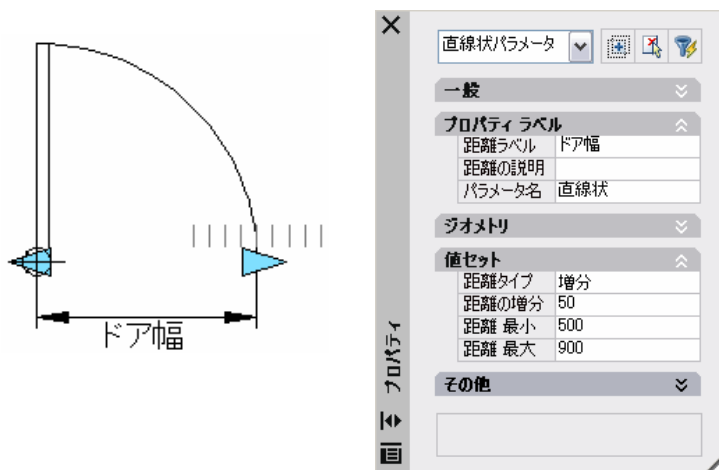 ドア幅
直線状パラメータ
一般
プロパティ ラベル
距離ラベル ドア幅
距離の説明
パラメータ名 直線状
ジオメトリ
値セット
距離タイプ 増分
距離の増分 50
距離 最小 500
距離 最大 900
その他
プロパティ